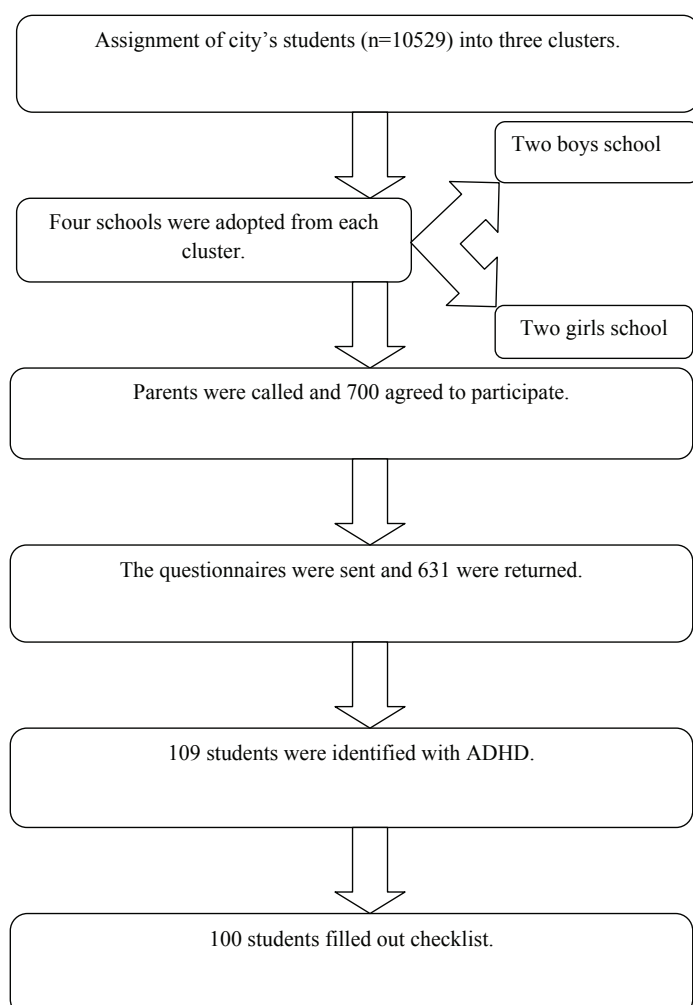 Assignment of city's students (n=10529) into three clusters.
Two boys school
Four schools were adopted from each
cluster.
Two girls school
Parents were called and 700 agreed to participate.
The questionnaires were sent and 631 were returned.
109 students were identified with ADHD.
100 students filled out checklist.